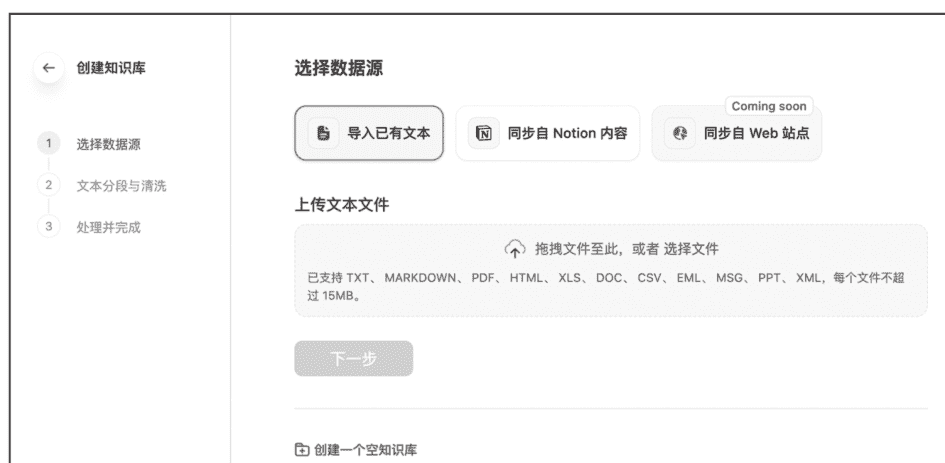 创建知识库
1 选择数据源
2 文本分段与清洗
3 处理并完成
选择数据源
Coming soon
导入已有文本
同步自 Notion 内容
同步自 Web 站点
上传文本文件
拖拽文件至此，或者 选择文件
已支持 TXT、 MARKDOWN、 PDF、 HTML、 XLS、 DOC、 CSV、 EML、 MSG、 PPT、 XML，每个文件不超
过 15MB。
下一步
创建一个空知识库